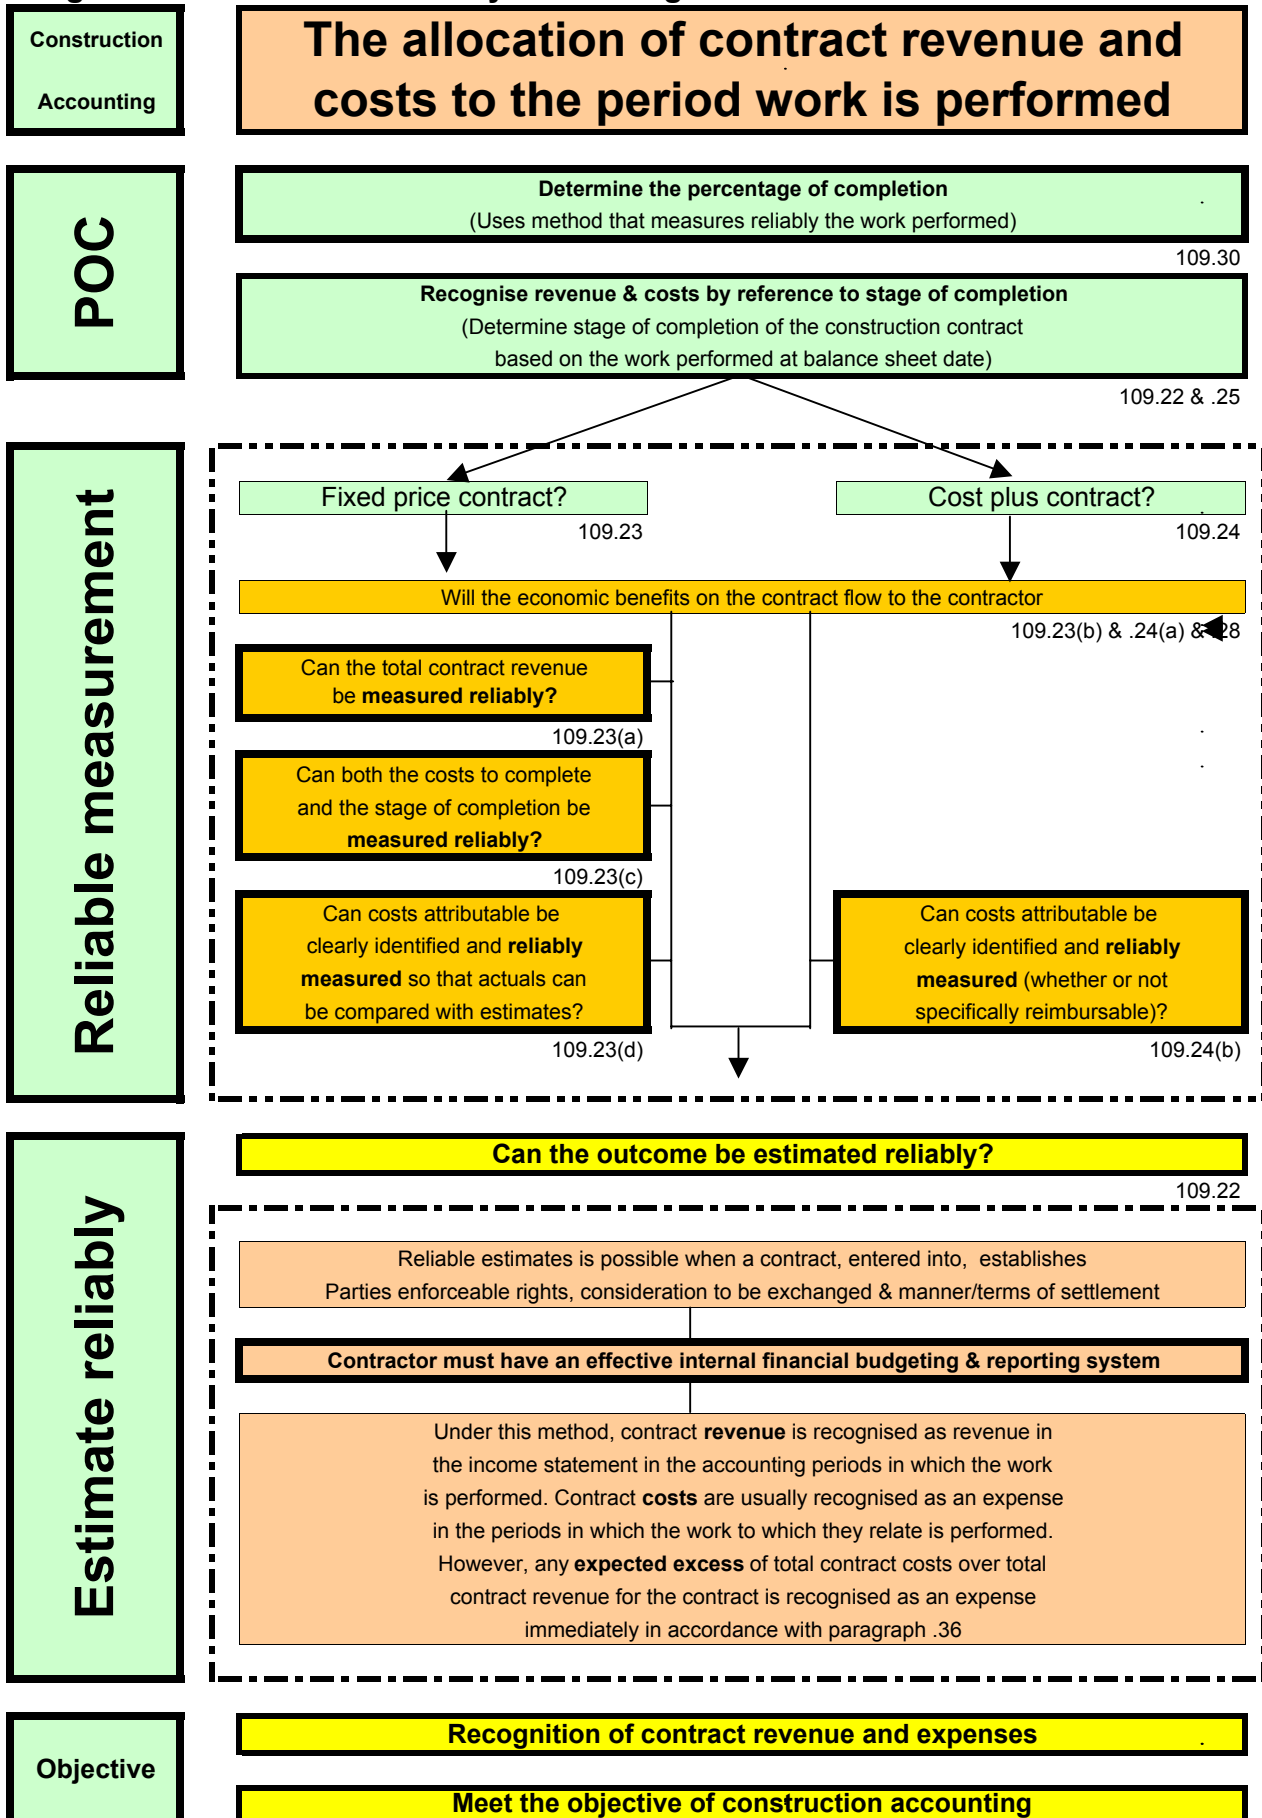 Construction
Accounting
The allocation of contract revenue and
costs to the period work is performed
POC
Determine the percentage of completion
(Uses method that measures reliably the work performed)
109.30
Recognise revenue & costs by reference to stage of completion
(Determine stage of completion of the construction contract
based on the work performed at balance sheet date)
109.22 & .25
Reliable measurement
Fixed price contract?
109.23
Cost plus contract?
109.24
Will the economic benefits on the contract flow to the contractor
109.23(b) & .24(a) & .28
Can the total contract revenue
be measured reliably?
109.23(a)
Can both the costs to complete
and the stage of completion be
measured reliably?
109.23(c)
Can costs attributable be
clearly identified and reliably
measured so that actuals can
be compared with estimates?
109.23(d)
Can costs attributable be
clearly identified and reliably
measured (whether or not
specifically reimbursable)?
109.24(b)
Estimate reliably
Can the outcome be estimated reliably?
109.22
Reliable estimates is possible when a contract, entered into, establishes
Parties enforceable rights, consideration to be exchanged & manner/terms of settlement
Contractor must have an effective internal financial budgeting & reporting system
Under this method, contract revenue is recognised as revenue in
the income statement in the accounting periods in which the work
is performed. Contract costs are usually recognised as an expense
in the periods in which the work to which they relate is performed.
However, any expected excess of total contract costs over total
contract revenue for the contract is recognised as an expense
immediately in accordance with paragraph .36
Objective
Recognition of contract revenue and expenses
Meet the objective of construction accounting